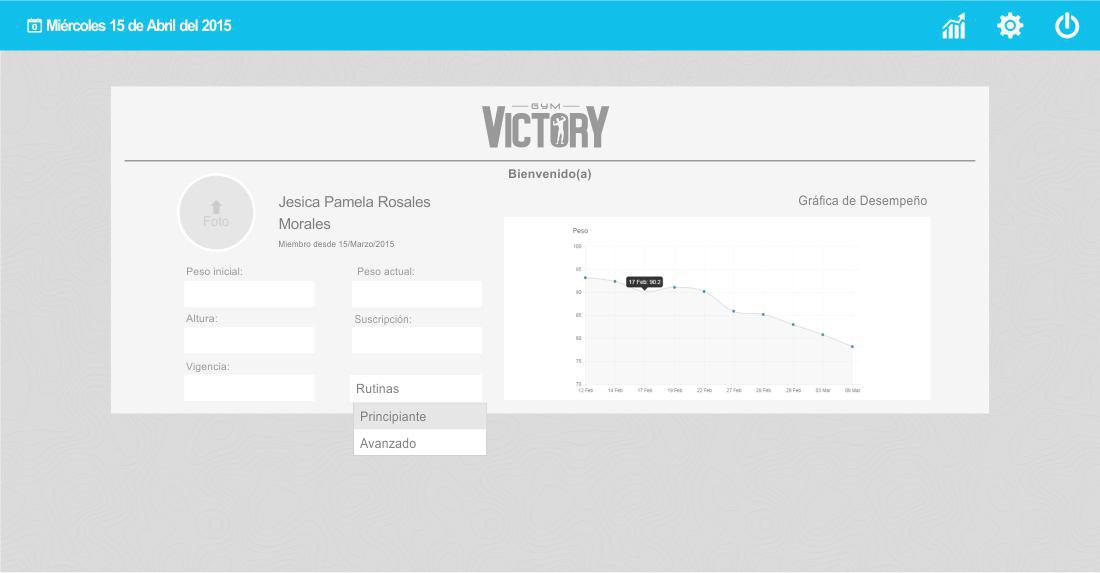 Miércoles 15 de Abril del 2015
GYM
VICTORY
Bienvenido(a)
Jesica Pamela Rosales
Morales
Miembro desde 15/Marzo/2015
Foto
Peso inicial:
Peso actual:
Altura:
Suscripción:
Vigencia:
Rutinas
Principiante
Avanzado
Gráfica de Desempeño
Peso
100
95
90
85
80
75
70
17 Feb: 90.2
12 Feb 14 Feb 17 Feb 19 Feb 22 Feb 27 Feb 28 Feb 28 Feb 03 Mar 08 Mar